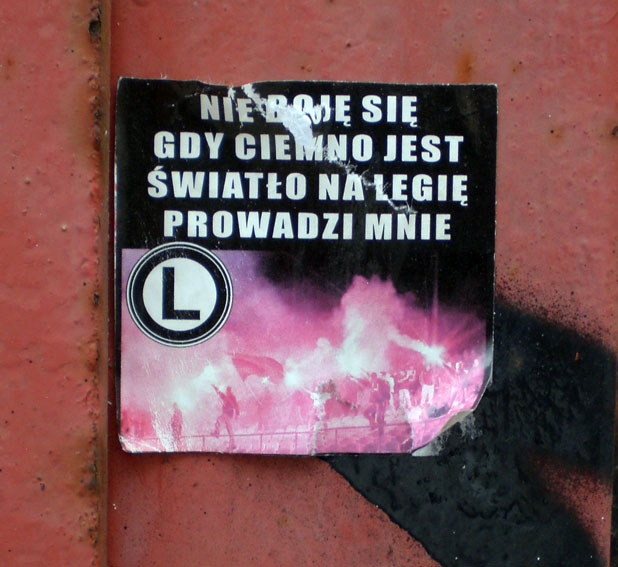 NIE BOJĘ SIĘ
GDY CIEMNO JEST
ŚWIATŁO NA LEGIĘ
PROWADZI MNIE
L